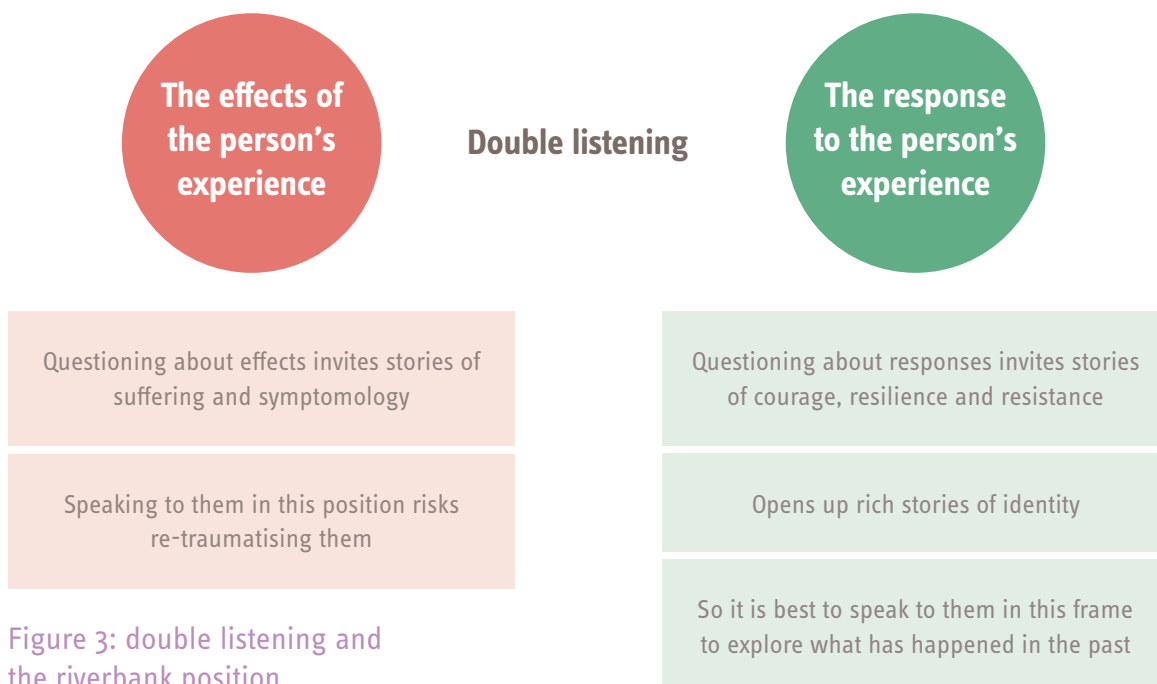 The effects of
the person's
experience
Double listening
The response
to the person's
experience
Questioning about effects invites stories of
suffering and symptomology
Speaking to them in this position risks
re-traumatising them
Questioning about responses invites stories
of courage, resilience and resistance
Opens up rich stories of identity
So it is best to speak to them in this frame
to explore what has happened in the past
Figure 3: double listening and
the riverbank position